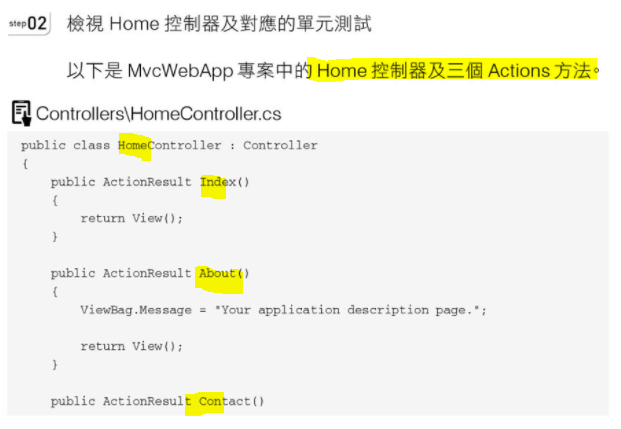 step02 檢視 Home 控制器及對應的單元測試
以下是 MvcWebApp 專案中的 Home 控制器及三個 Actions 方法。
Controllers\HomeController.cs
public class HomeController : Controller
{
    public ActionResult Index()
    {
        return View();
    }

    public ActionResult About()
    {
        ViewBag.Message = "Your application description page.";

        return View();
    }

    public ActionResult Contact()